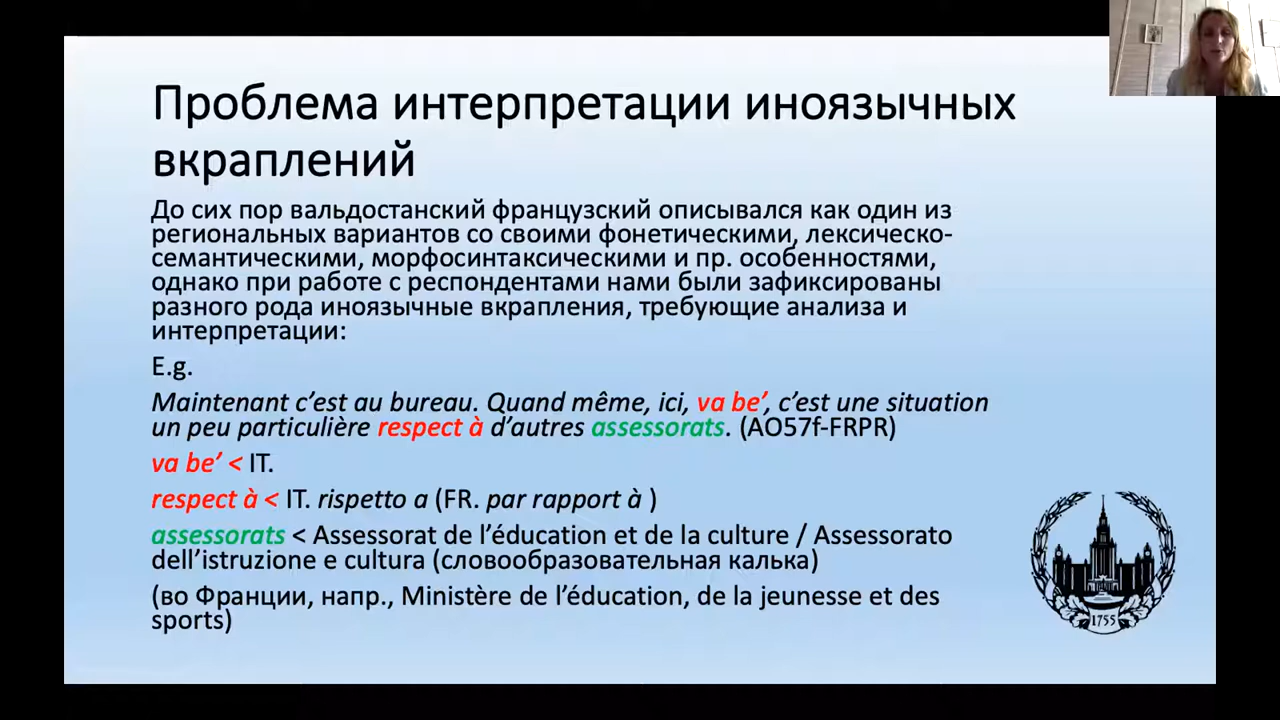 Проблема интерпретации иноязычных
вкраплений
До сих пор вальдостанский французский описывался как один из
региональных вариантов со своими фонетическими, лексическо-
семантическими, морфосинтаксическими и пр. особенностями,
однако при работе с респондентами нами были зафиксированы
разного рода иноязычные вкрапления, требующие анализа и
интерпретации:
E.g.
Maintenant c’est au bureau. Quand même, ici, va be’, c’est une situation
un peu particulière respect à d’autres assessorats. (AO57f-FRPR)
va be’ < IT.
respect à < IT. rispetto a (FR. par rapport à )
assessorats < Assessorat de l’éducation et de la culture / Assessorato
dell’istruzione e cultura (словообразовательная калька)
(во Франции, напр., Ministère de l’éducation, de la jeunesse et des
sports)
1755